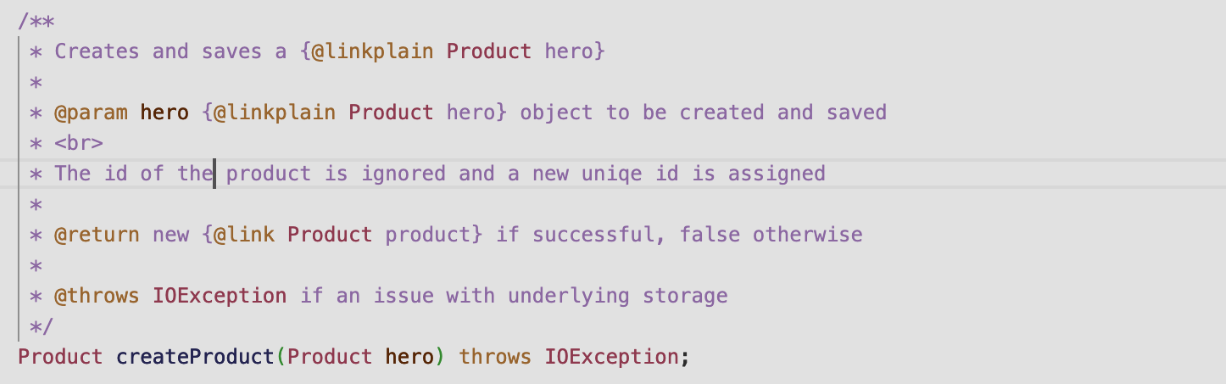 /**
* Creates and saves a {@linkplain Product hero}
*
* @param hero {@linkplain Product hero} object to be created and saved
* <br>
* The id of the product is ignored and a new uniqe id is assigned
*
* @return new {@link Product product} if successful, false otherwise
*
* @throws IOException if an issue with underlying storage
*/
Product createProduct(Product hero) throws IOException;